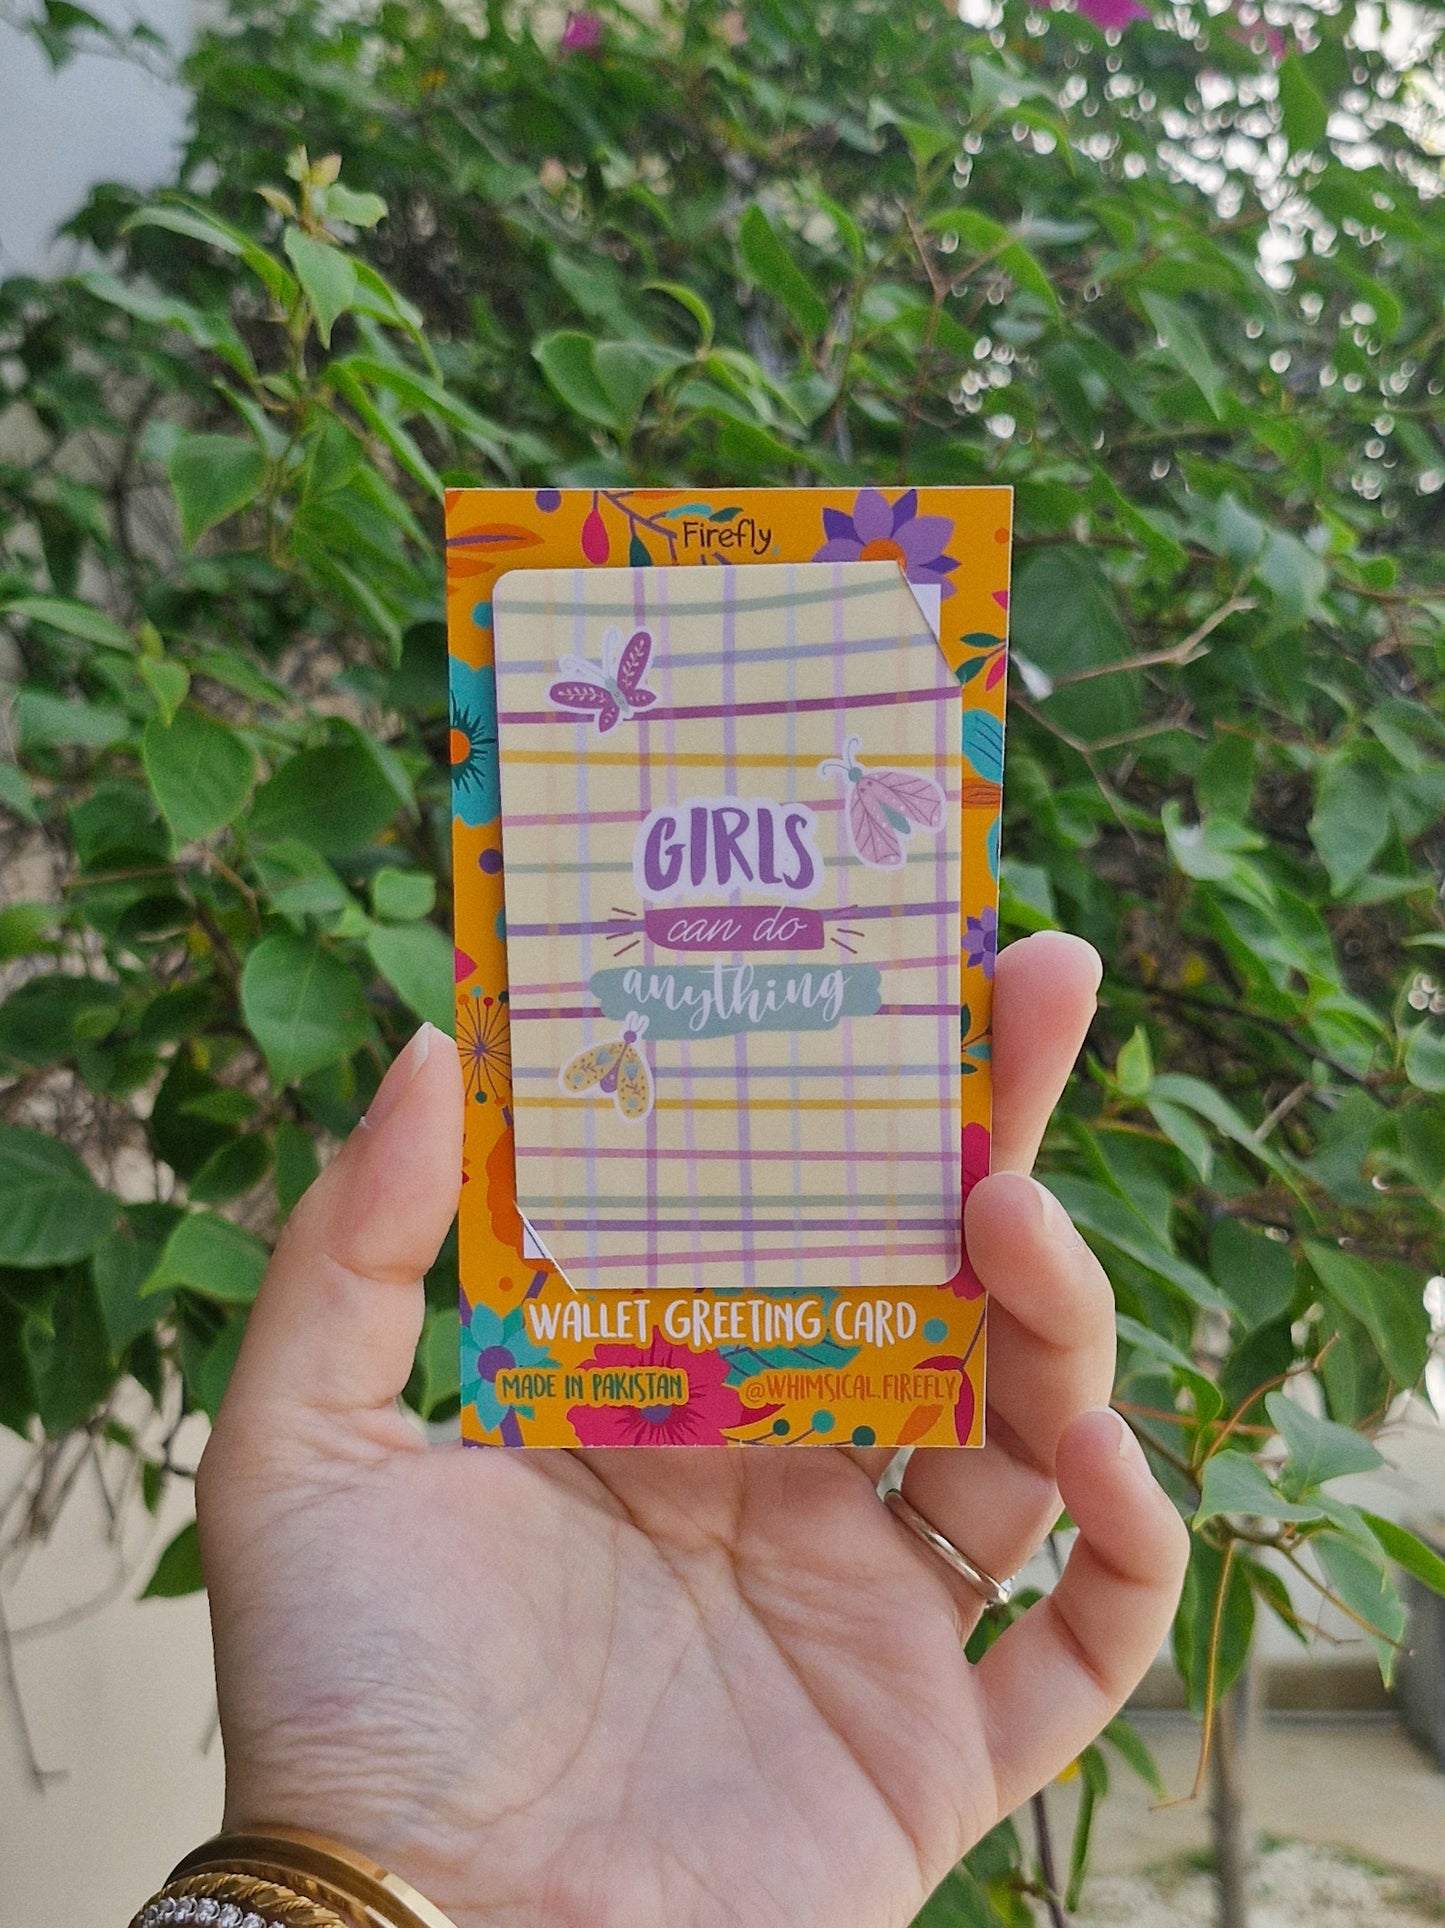 Firefly
GIRLS
can do
anything
WALLET GREETING CARD
MADE IN PAKISTAN
@WHIMSICAL.FIREFLY